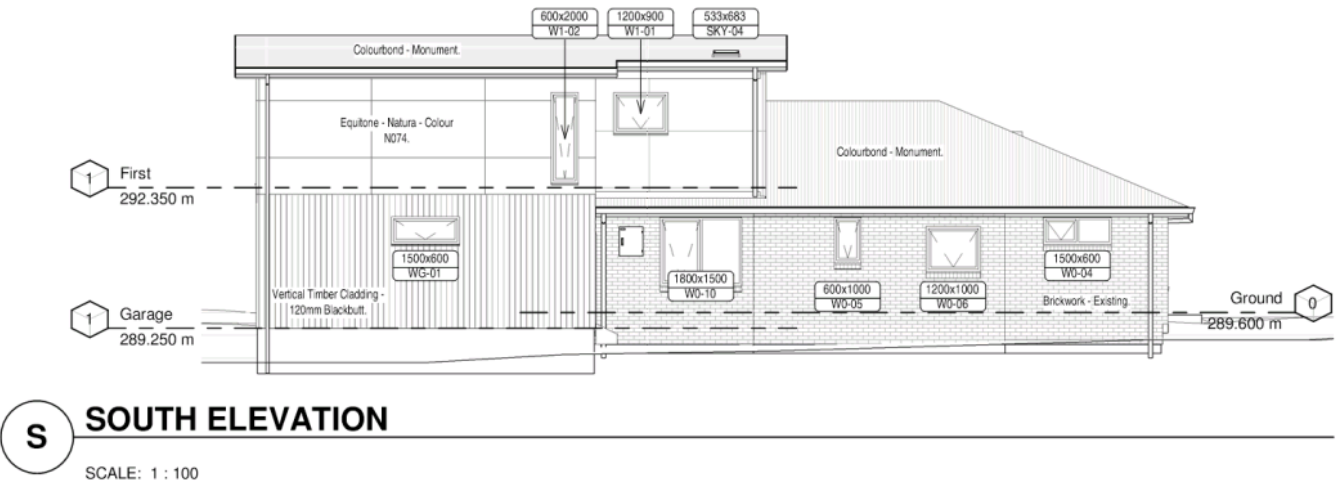 600x2000
W1-02
1200x900
W1-01
533x683
SKY-04
Colourbond - Monument.
Equitone - Natura - Colour
N074.
Colourbond - Monument.
1
First
292.350 m
1500x600
WG-01
1800x1500
W0-10
600x1000
W0-05
1200x1000
W0-06
1500x600
W0-04
Vertical Timber Cladding -
120mm Blackbutt.
Brickwork - Existing.
1
Garage
289.250 m
Ground
0
289.600 m
S
SOUTH ELEVATION
SCALE: 1 : 100